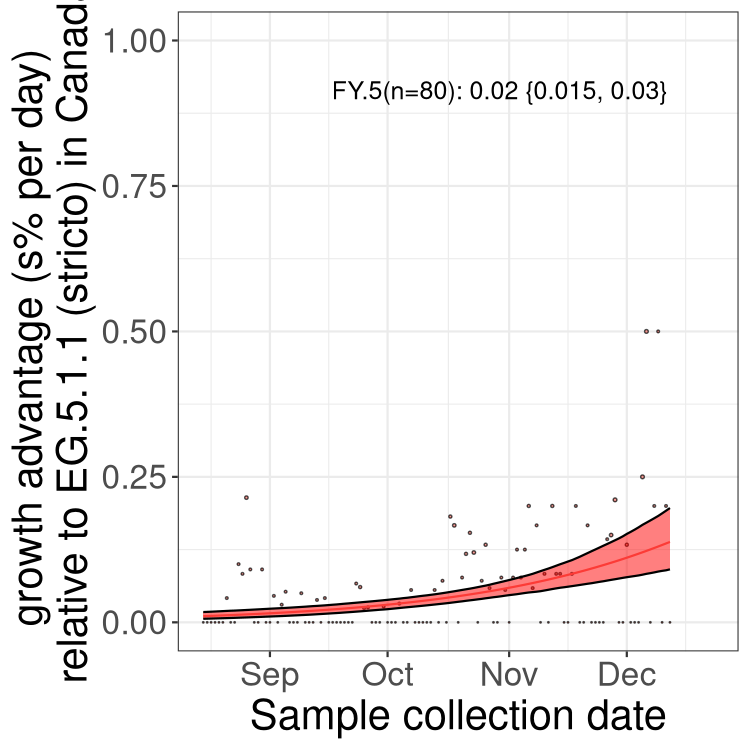 growth advantage (s% per day)
relative to EG.5.1.1 (stricto) in Canada
1.00
0.75
0.50
0.25
0.00
FY.5(n=80): 0.02 {0.015, 0.03}
Sep Oct Nov Dec
Sample collection date